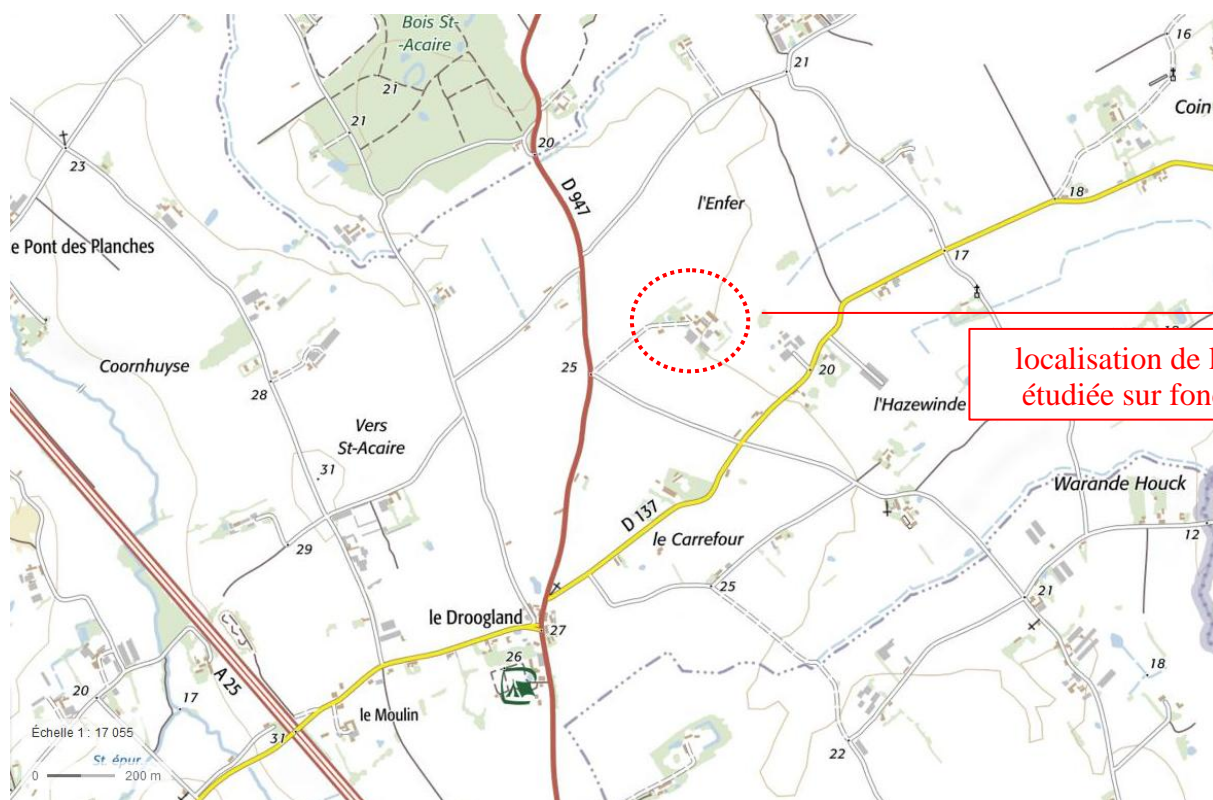 Bois St-
-Acaire
16
21
21
Coin
21
20
23
D 947
18
l'Enfer
e Pont des Planches
17
Coornhuyse
25
20
28
localisation de l
étudiée sur fon
l'Hazewinde
Vers
St-Acaire
31
Warande Houck
D 137
12
le Carrefour
29
25
21
le Droogland
27
26
A 25
18
20
17
le Moulin
Échelle 1 : 17 055
31
22
St. épur.
0 200 m